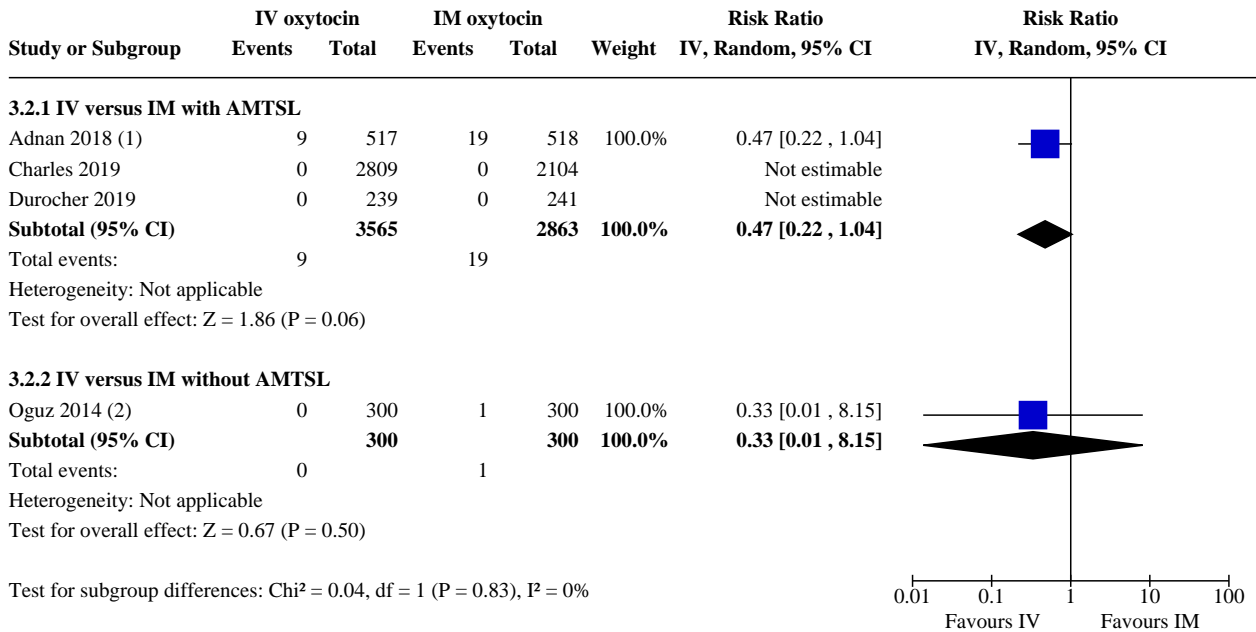 IV oxytocin IM oxytocin Risk Ratio Risk Ratio
Study or Subgroup Events Total Events Total Weight IV, Random, 95% CI IV, Random, 95% CI
3.2.1 IV versus IM with AMTSL
Adnan 2018 (1) 9 517 19 518 100.0% 0.47 [0.22 , 1.04]
Charles 2019 0 2809 0 2104 Not estimable
Durocher 2019 0 239 0 241 Not estimable
Subtotal (95% CI) 3565 2863 100.0% 0.47 [0.22 , 1.04]
Total events: 9 19
Heterogeneity: Not applicable
Test for overall effect: Z = 1.86 (P = 0.06)
3.2.2 IV versus IM without AMTSL
Oguz 2014 (2) 0 300 1 300 100.0% 0.33 [0.01 , 8.15]
Subtotal (95% CI) 300 300 100.0% 0.33 [0.01 , 8.15]
Total events: 0 1
Heterogeneity: Not applicable
Test for overall effect: Z = 0.67 (P = 0.50)
Test for subgroup differences: Chi² = 0.04, df = 1 (P = 0.83), I² = 0%
0.01 0.1 1 10 100
Favours IV Favours IM